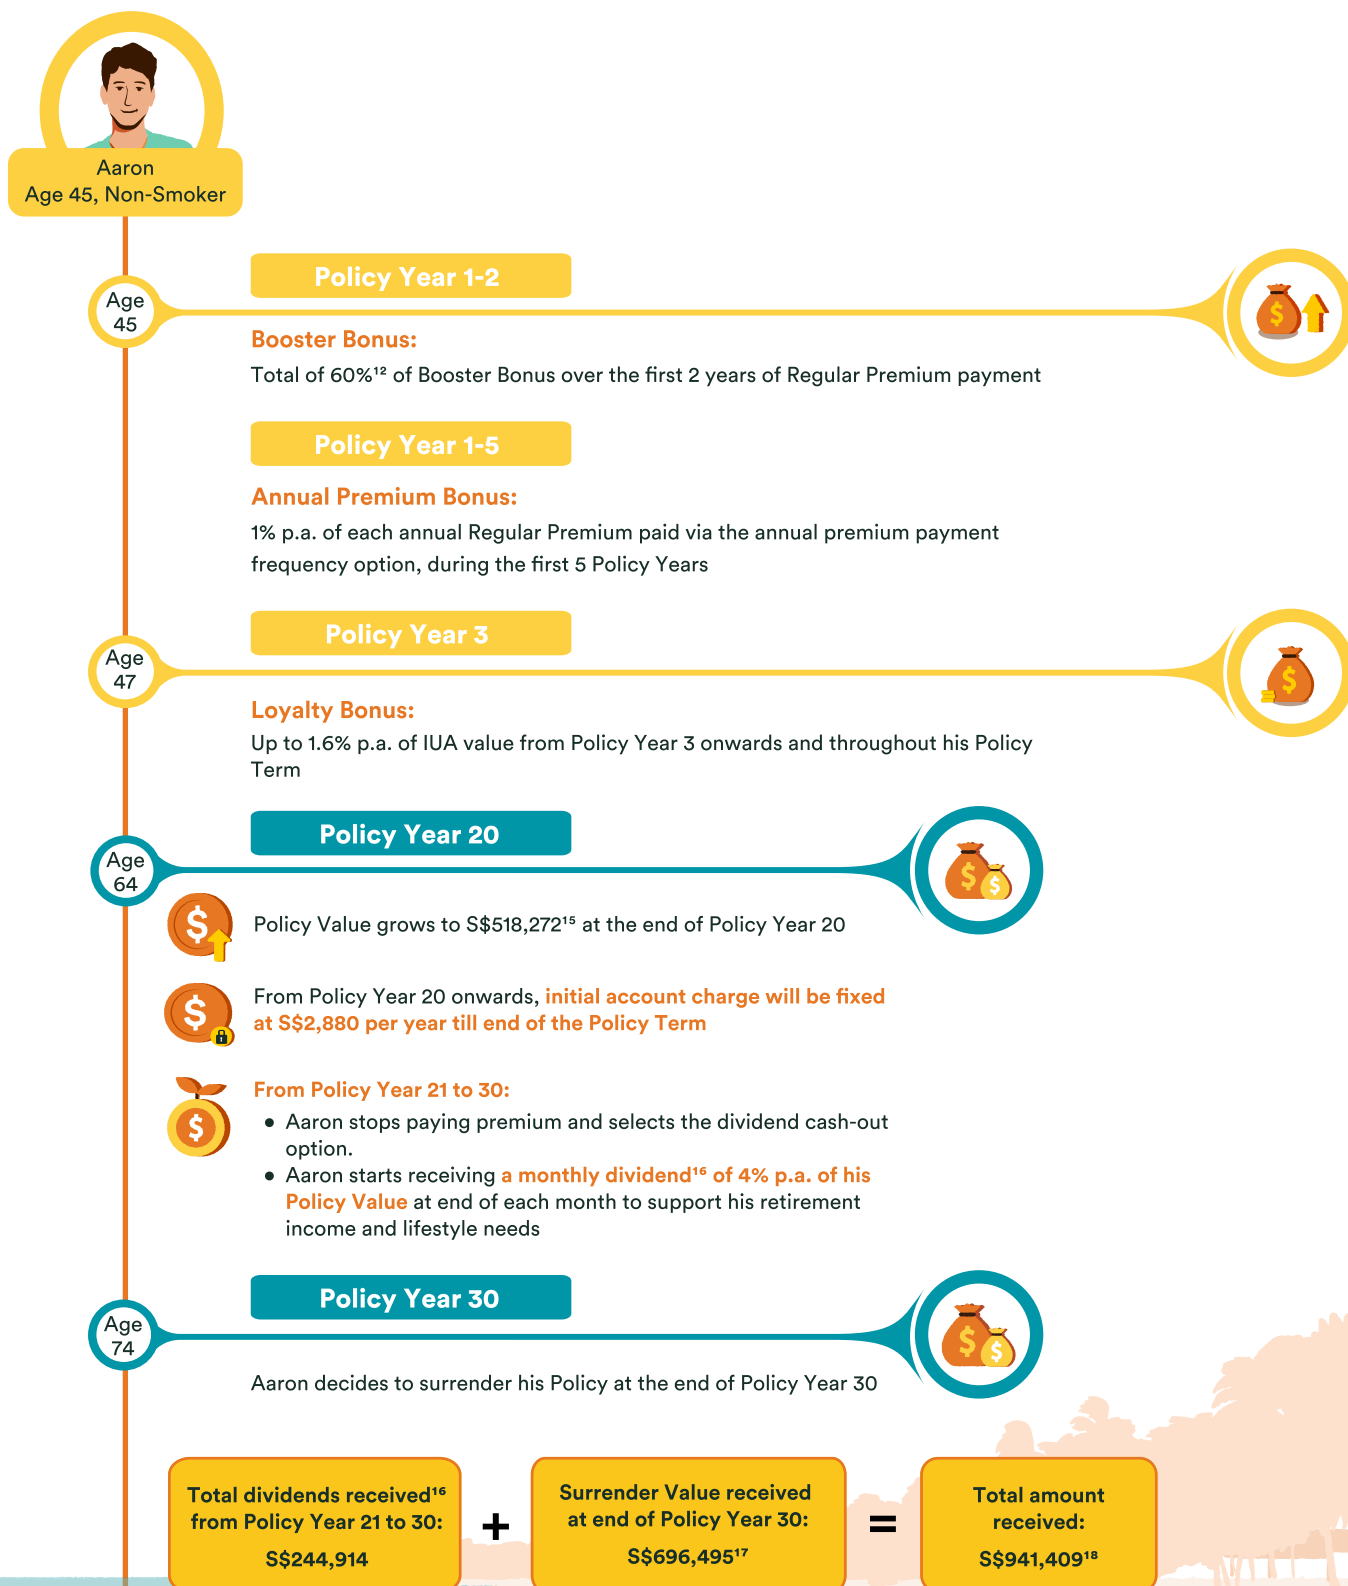 Aaron
Age 45, Non-Smoker
Policy Year 1-2
Age
45
Booster Bonus:
Total of 60%¹² of Booster Bonus over the first 2 years of Regular Premium payment
Policy Year 1-5
Annual Premium Bonus:
1% p.a. of each annual Regular Premium paid via the annual premium payment
frequency option, during the first 5 Policy Years
Policy Year 3
Age
47
Loyalty Bonus:
Up to 1.6% p.a. of IUA value from Policy Year 3 onwards and throughout his Policy
Term
Policy Year 20
Age
64
Policy Value grows to S$518,272¹⁵ at the end of Policy Year 20
From Policy Year 20 onwards, initial account charge will be fixed
at S$2,880 per year till end of the Policy Term
From Policy Year 21 to 30:
• Aaron stops paying premium and selects the dividend cash-out
option.
• Aaron starts receiving a monthly dividend¹⁶ of 4% p.a. of his
Policy Value at end of each month to support his retirement
income and lifestyle needs
Policy Year 30
Age
74
Aaron decides to surrender his Policy at the end of Policy Year 30
Total dividends received¹⁶
from Policy Year 21 to 30:
S$244,914
+
Surrender Value received
at end of Policy Year 30:
S$696,495¹⁷
=
Total amount
received:
S$941,409¹⁸